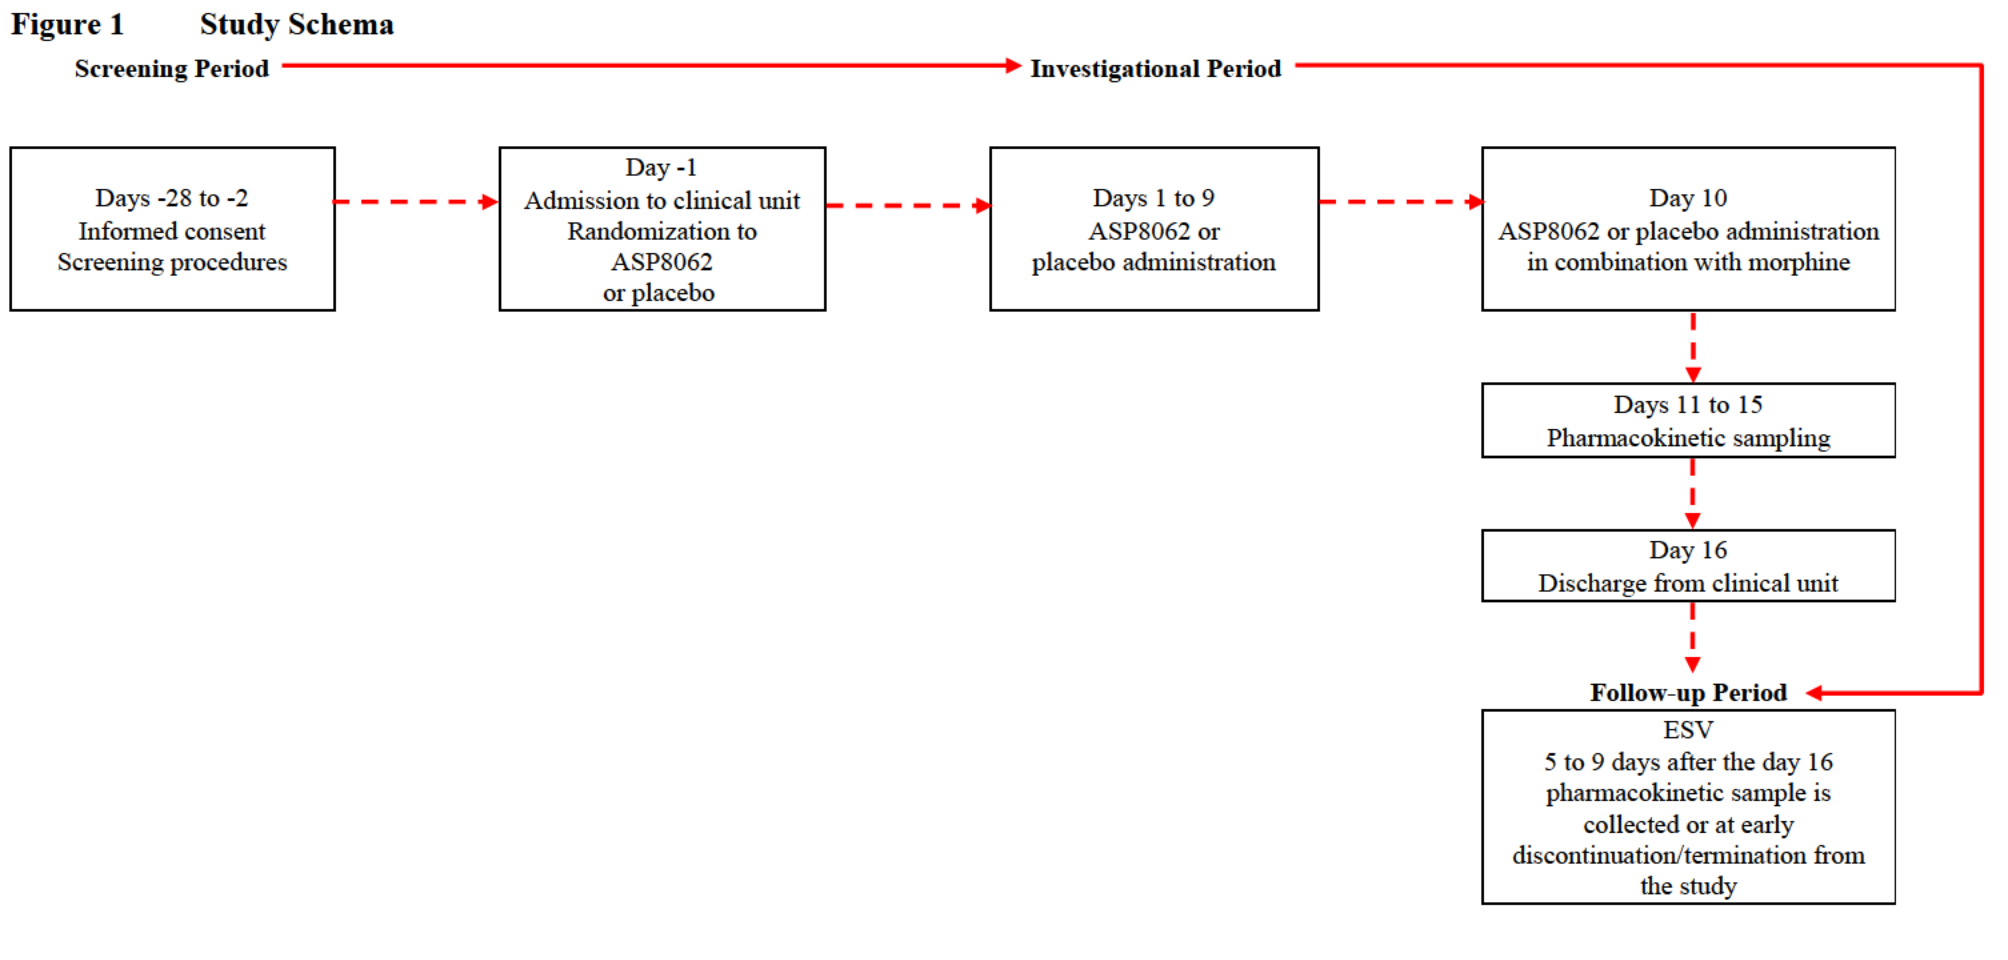 Figure 1 Study Schema
Screening Period Investigational Period
Days -28 to -2
Informed consent
Screening procedures
Day -1
Admission to clinical unit
Randomization to
ASP8062
or placebo
Days 1 to 9
ASP8062 or
placebo administration
Day 10
ASP8062 or placebo administration
in combination with morphine
Days 11 to 15
Pharmacokinetic sampling
Day 16
Discharge from clinical unit
Follow-up Period
ESV
5 to 9 days after the day 16
pharmacokinetic sample is
collected or at early
discontinuation/termination from
the study